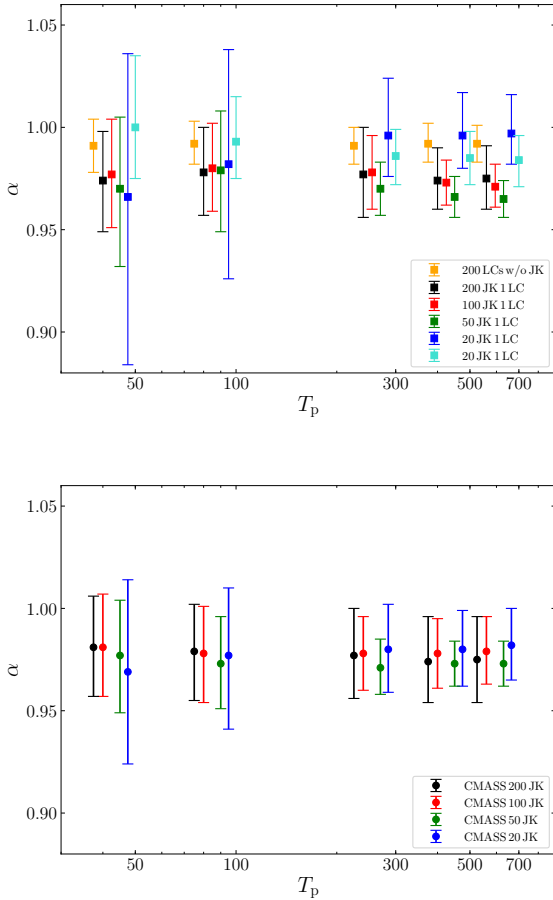 1.05
1.00
0.95
0.90
α
50
100
300
500
700
T_p
200 LCs w/o JK
200 JK 1 LC
100 JK 1 LC
50 JK 1 LC
20 JK 1 LC
20 JK 1 LC
1.05
1.00
0.95
0.90
α
50
100
300
500
700
T_p
CMASS 200 JK
CMASS 100 JK
CMASS 50 JK
CMASS 20 JK